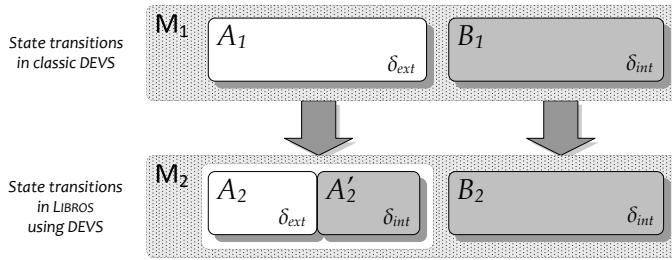 State transitions
in classic DEVS
M₁
A₁
δₑₓₜ
B₁
δᵢₙₜ
State transitions
in LIBROS
using DEVS
M₂
A₂
δₑₓₜ
A′₂
δᵢₙₜ
B₂
δᵢₙₜ